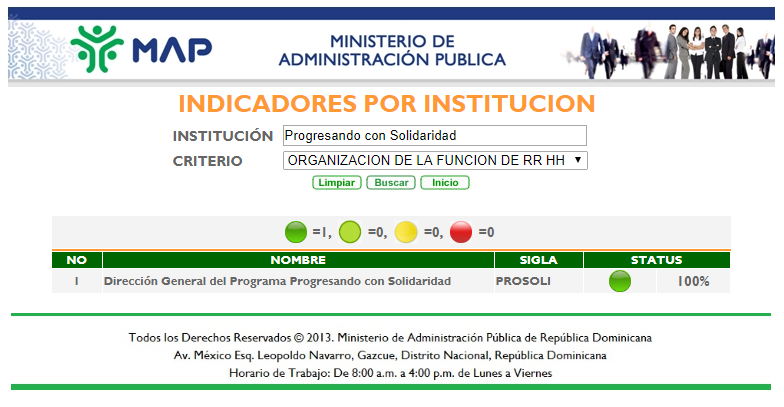 MAP
MINISTERIO DE
ADMINISTRACIÓN PUBLICA
INDICADORES POR INSTITUCION
INSTITUCIÓN Progresando con Solidaridad
CRITERIO ORGANIZACION DE LA FUNCION DE RR HH
Limpiar Buscar Inicio
=1, =0, =0, =0
NO NOMBRE SIGLA STATUS
1 Dirección General del Programa Progresando con Solidaridad PROSOLI 100%
Todos los Derechos Reservados © 2013. Ministerio de Administración Pública de República Dominicana
Av. México Esq. Leopoldo Navarro, Gazcue, Distrito Nacional, República Dominicana
Horario de Trabajo: De 8:00 a.m. a 4:00 p.m. de Lunes a Viernes